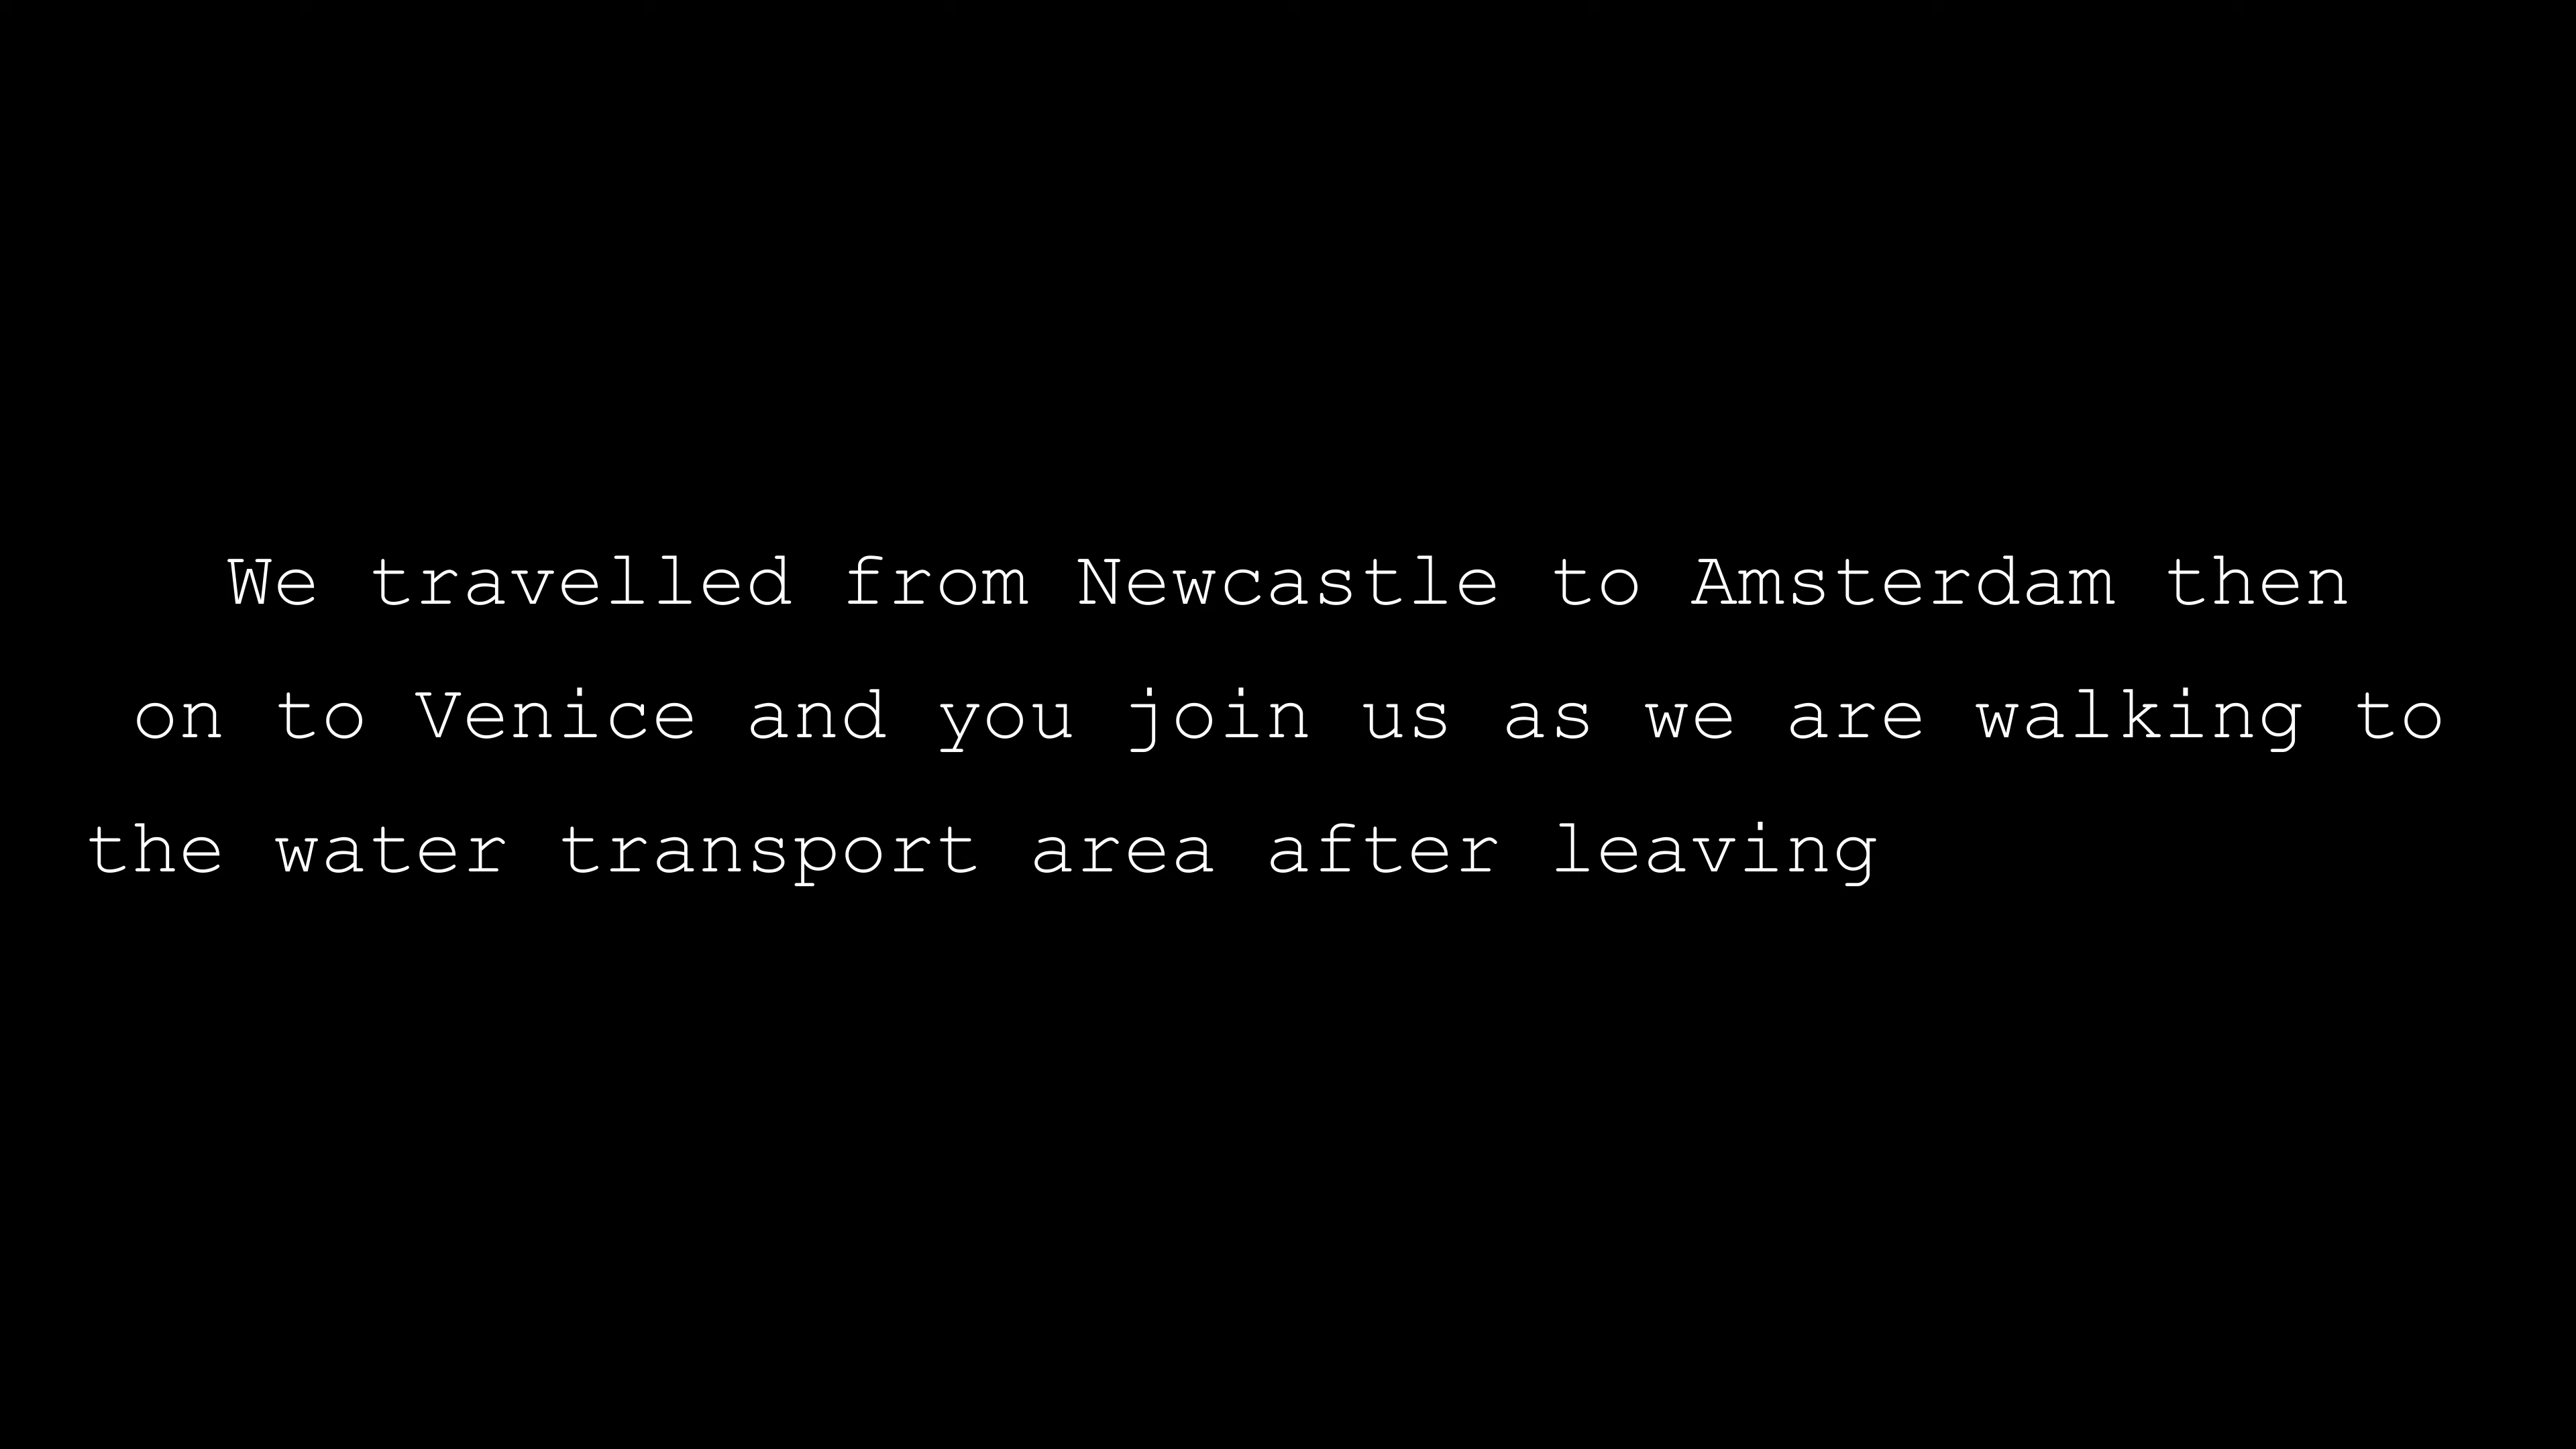 We travelled from Newcastle to Amsterdam then
on to Venice and you join us as we are walking to
the water transport area after leaving